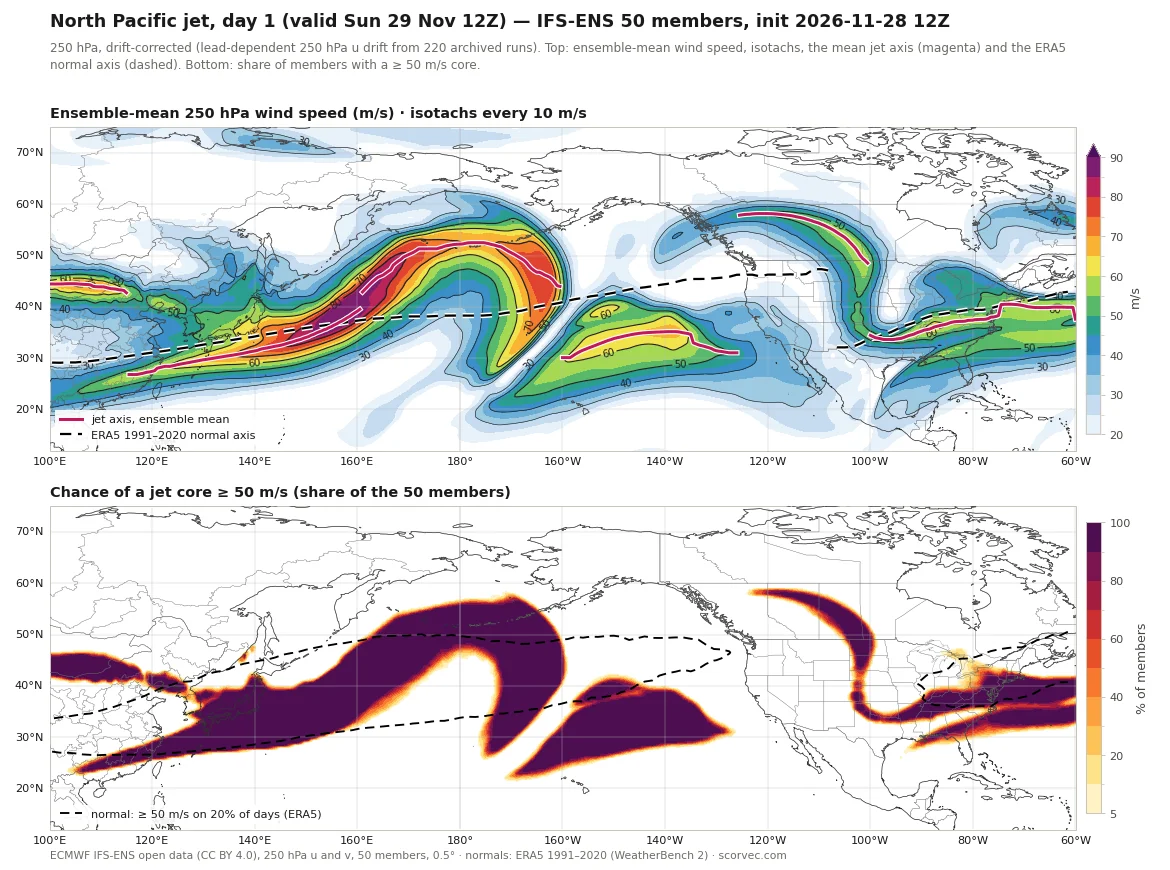 North Pacific jet, day 1 (valid Sun 29 Nov 12Z) — IFS-ENS 50 members, init 2026-11-28 12Z
250 hPa, drift-corrected (lead-dependent 250 hPa u drift from 220 archived runs). Top: ensemble-mean wind speed, isotachs, the mean jet axis (magenta) and the ERA5
normal axis (dashed). Bottom: share of members with a ≥ 50 m/s core.
Ensemble-mean 250 hPa wind speed (m/s) · isotachs every 10 m/s
70°N
60°N
50°N
40°N
30°N
20°N
jet axis, ensemble mean
ERA5 1991–2020 normal axis
100°E 120°E 140°E 160°E 180° 160°W 140°W 120°W 100°W 80°W 60°W
90
80
70
60
50
40
30
20
m/s
Chance of a jet core ≥ 50 m/s (share of the 50 members)
70°N
60°N
50°N
40°N
30°N
20°N
normal: ≥ 50 m/s on 20% of days (ERA5)
100°E 120°E 140°E 160°E 180° 160°W 140°W 120°W 100°W 80°W 60°W
100
80
60
40
20
5
% of members
ECMWF IFS-ENS open data (CC BY 4.0), 250 hPa u and v, 50 members, 0.5° · normals: ERA5 1991–2020 (WeatherBench 2) · scorvec.com